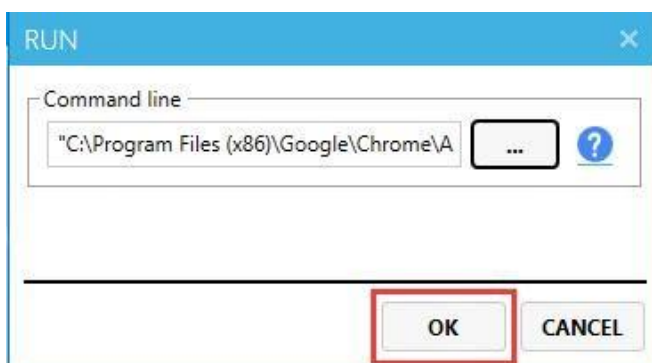 RUN
Command line
"C:\Program Files (x86)\Google\Chrome\A
...
?
OK
CANCEL